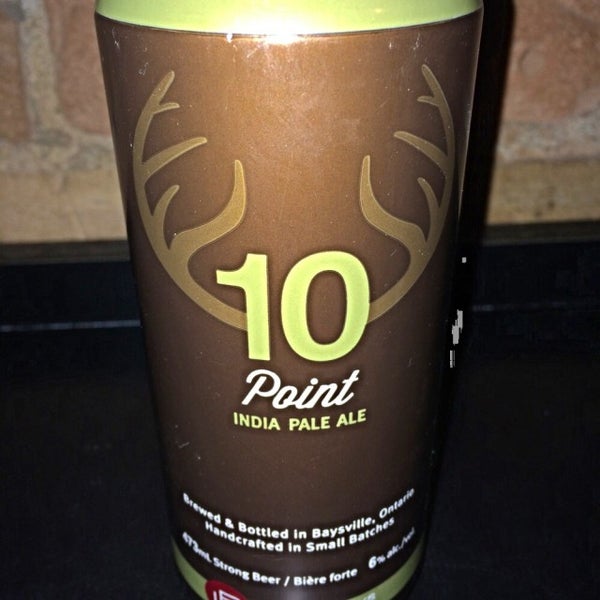 10
Point
INDIA PALE ALE
Brewed & Bottled in Baysville, Ontario
Handcrafted in Small Batches
473mL Strong Beer / Bière forte 6% alc./vol.